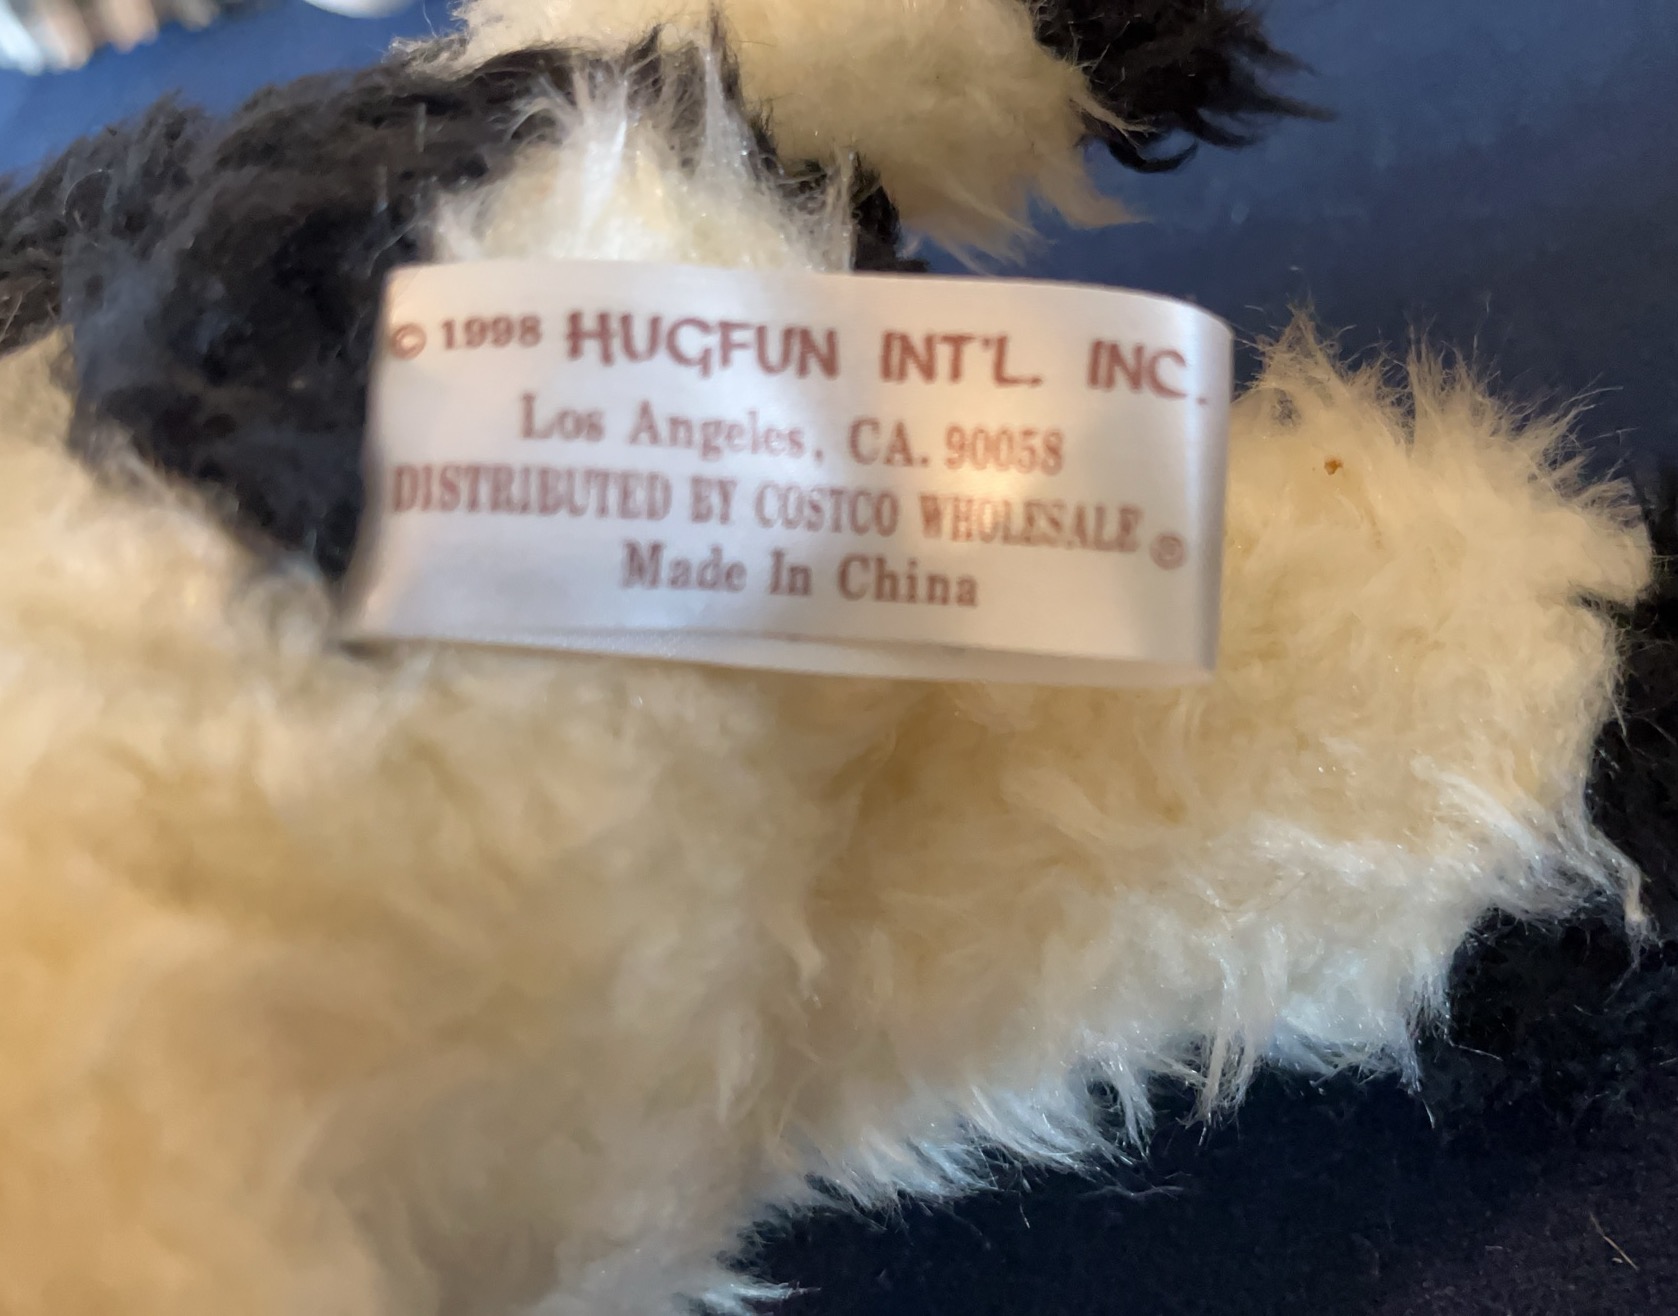 © 1998 HUGFUN INT'L. INC.
Los Angeles, CA. 90058
DISTRIBUTED BY COSTCO WHOLESALE ©
Made In China